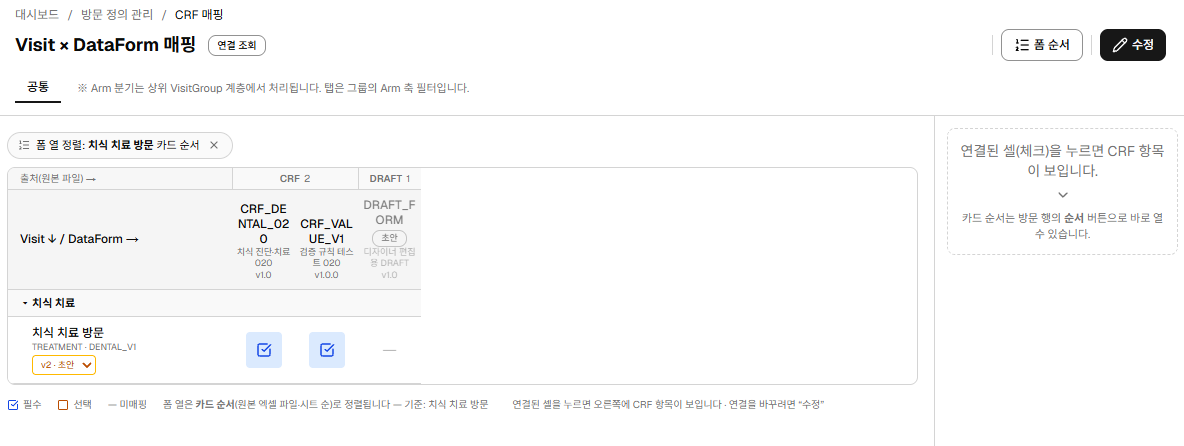 대시보드 / 방문 정의 관리 / CRF 매핑
Visit × DataForm 매핑 연결 조회
폼 순서
수정
공통 ※ Arm 분기는 상위 VisitGroup 계층에서 처리됩니다. 탭은 그룹의 Arm 축 필터입니다.
폼 열 정렬: 치식 치료 방문 카드 순서 ×
출처(원본 파일) → CRF 2 DRAFT 1
Visit ↓ / DataForm →
CRF_DE
NTAL_02
0
치식 진단·치료
020
v1.0
CRF_VAL
UE_V1
검증 규칙 테스
트 020
v1.0.0
DRAFT_F
ORM
초안
디자이너 편집
용 DRAFT
v1.0
치식 치료
치식 치료 방문
TREATMENT · DENTAL_V1
v2 · 초안
—
필수 선택 — 미매핑 폼 열은 카드 순서(원본 엑셀 파일·시트 순)로 정렬됩니다 — 기준: 치식 치료 방문 연결된 셀을 누르면 오른쪽에 CRF 항목이 보입니다 · 연결을 바꾸려면 "수정"
연결된 셀(체크)을 누르면 CRF 항목
이 보입니다.
카드 순서는 방문 행의 순서 버튼으로 바로 열
수 있습니다.